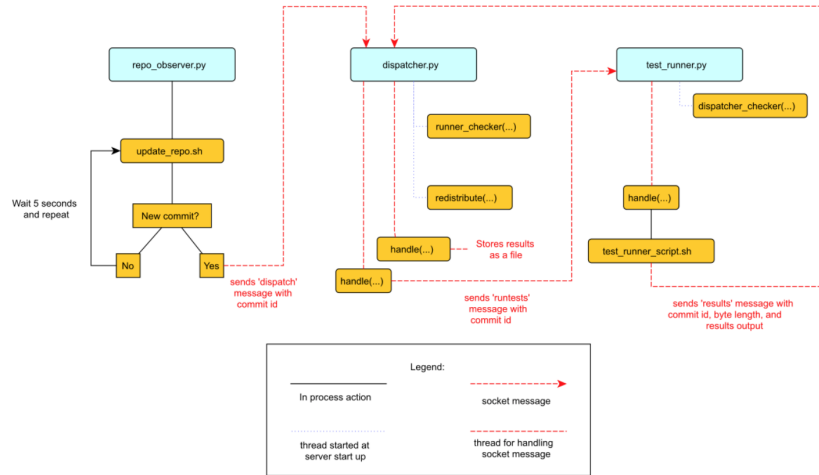 repo_observer.py
dispatcher.py
test_runner.py
dispatcher_checker(...)
runner_checker(...)
update_repo.sh
redistribute(...)
handle(...)
Wait 5 seconds
and repeat
New commit?
No
Yes
handle(...)
Stores results
as a file
test_runner_script.sh
handle(...)
sends 'dispatch'
message with
commit id
sends 'runtests'
message with
commit id
sends 'results' message with
commit id, byte length, and
results output
Legend:
In process action
socket message
thread started at
server start up
thread for handling
socket message